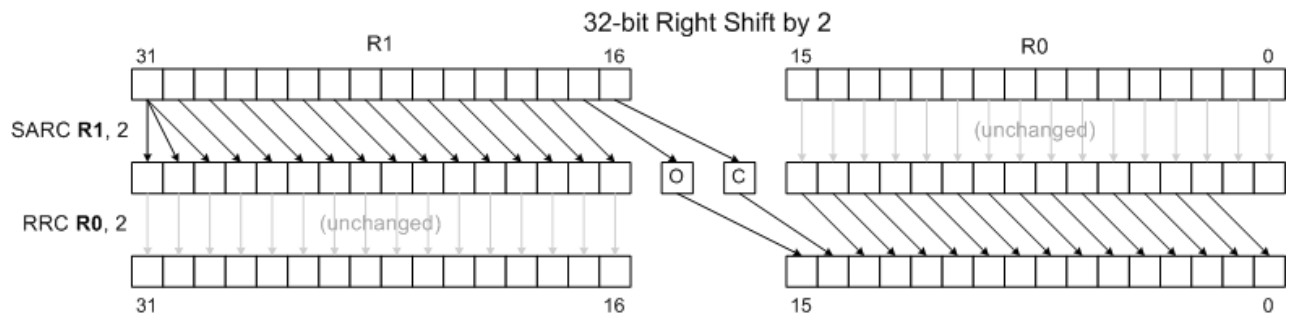 32-bit Right Shift by 2
31 R1 16 15 R0 0
SARC R1, 2 (unchanged)
O C
RRC R0, 2 (unchanged)
31 16 15 0